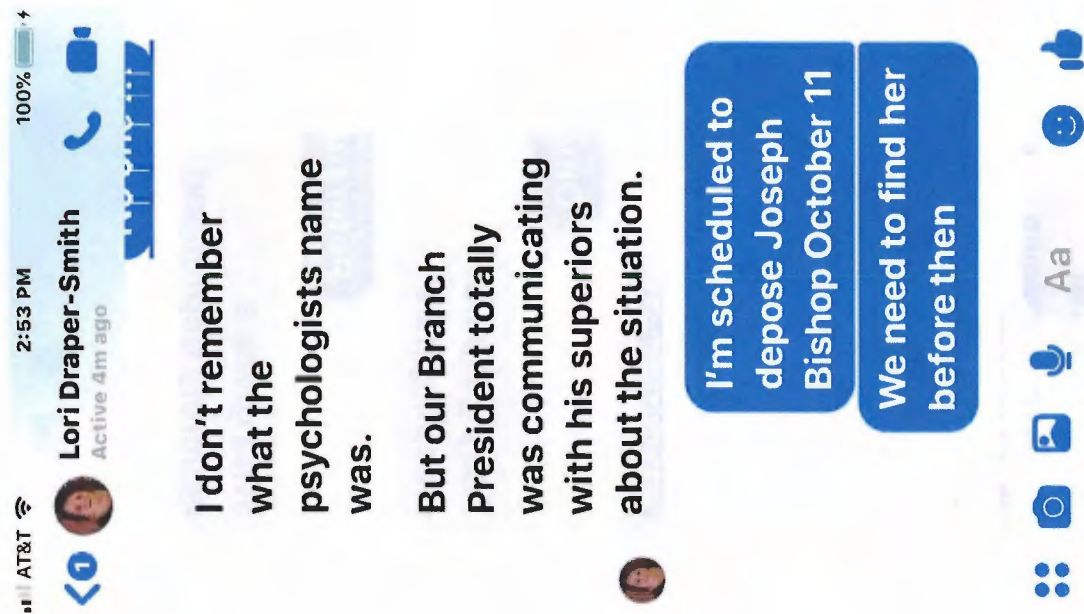 AT&T 2:53 PM 100%
1 Lori Draper-Smith
Active 4m ago
I don't remember
what the
psychologists name
was.
But our Branch
President totally
was communicating
with his superiors
about the situation.
I'm scheduled to
depose Joseph
Bishop October 11
We need to find her
before then
Aa